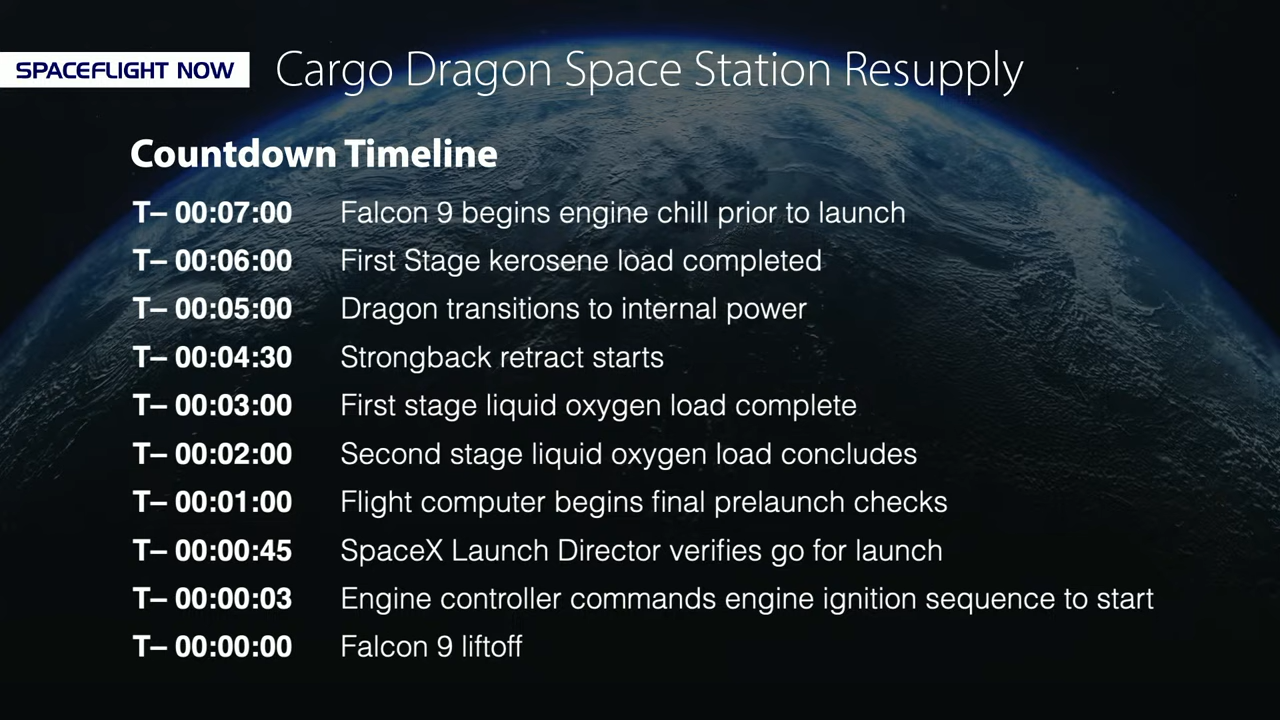 SPACEFLIGHT NOW
Cargo Dragon Space Station Resupply
Countdown Timeline
T– 00:07:00 Falcon 9 begins engine chill prior to launch
T– 00:06:00 First Stage kerosene load completed
T– 00:05:00 Dragon transitions to internal power
T– 00:04:30 Strongback retract starts
T– 00:03:00 First stage liquid oxygen load complete
T– 00:02:00 Second stage liquid oxygen load concludes
T– 00:01:00 Flight computer begins final prelaunch checks
T– 00:00:45 SpaceX Launch Director verifies go for launch
T– 00:00:03 Engine controller commands engine ignition sequence to start
T– 00:00:00 Falcon 9 liftoff